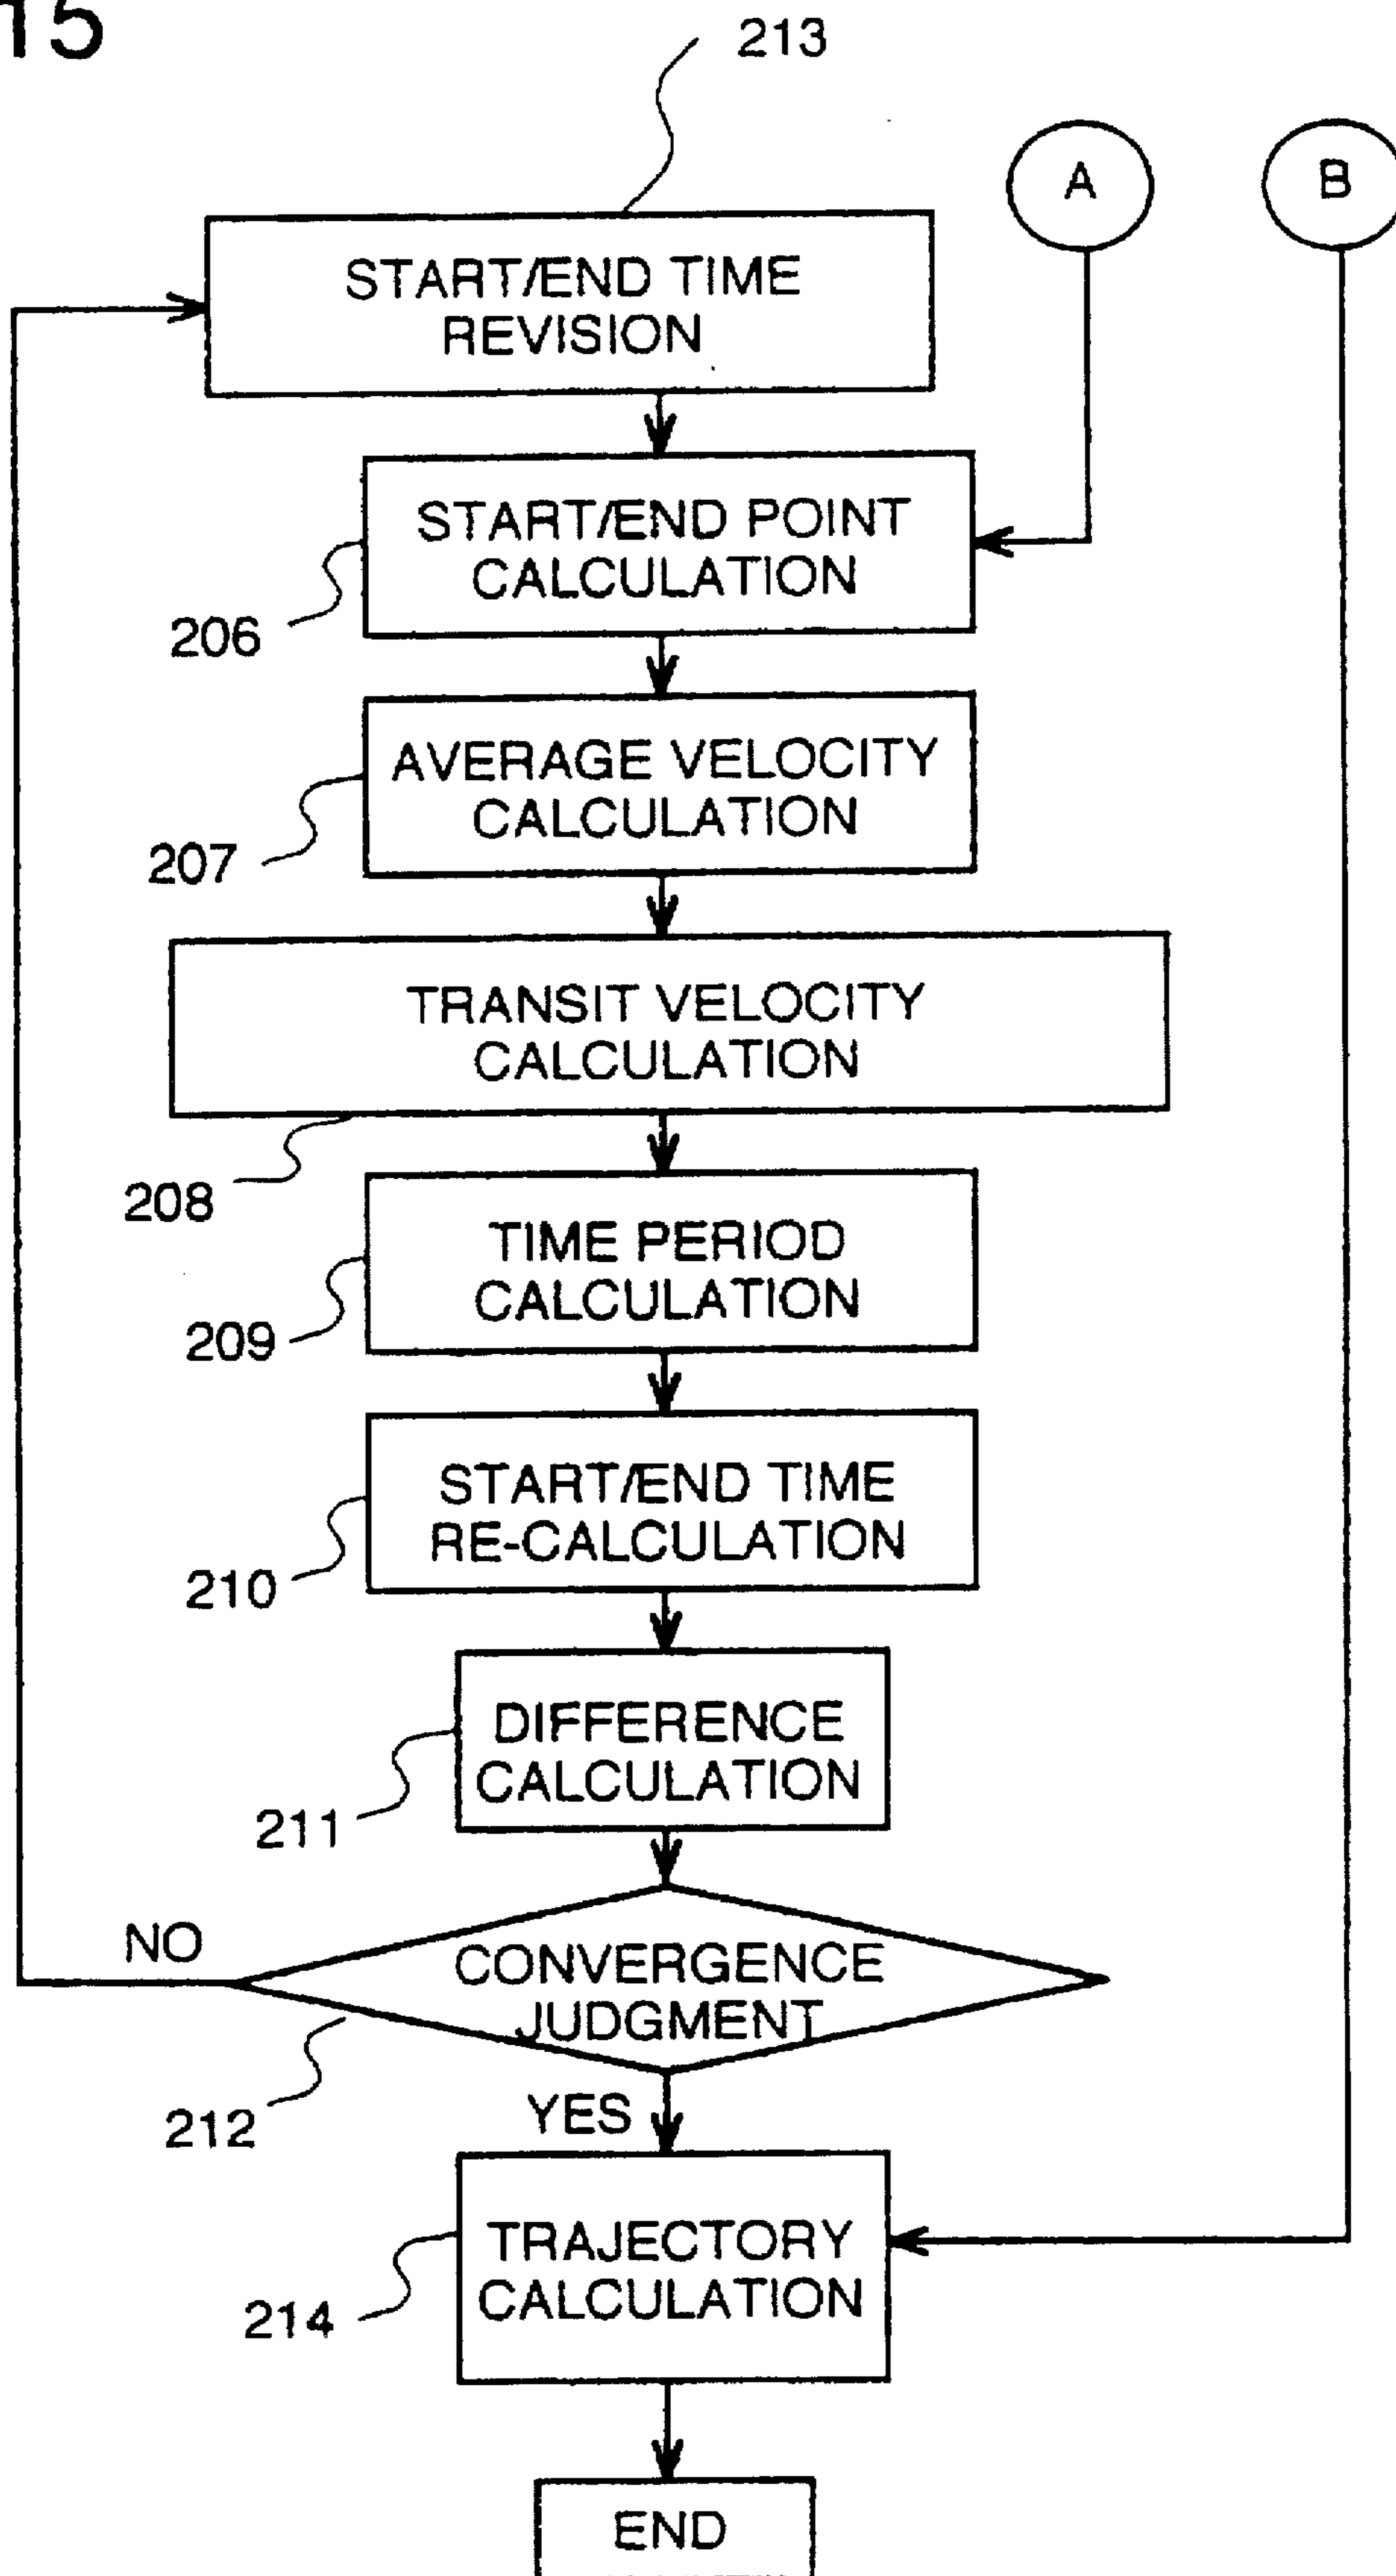 15
213
A
B
START/END TIME
REVISION
START/END POINT
CALCULATION
206
AVERAGE VELOCITY
CALCULATION
207
TRANSIT VELOCITY
CALCULATION
208
TIME PERIOD
CALCULATION
209
START/END TIME
RE-CALCULATION
210
DIFFERENCE
CALCULATION
211
NO
CONVERGENCE
JUDGMENT
212
YES
TRAJECTORY
CALCULATION
214
END